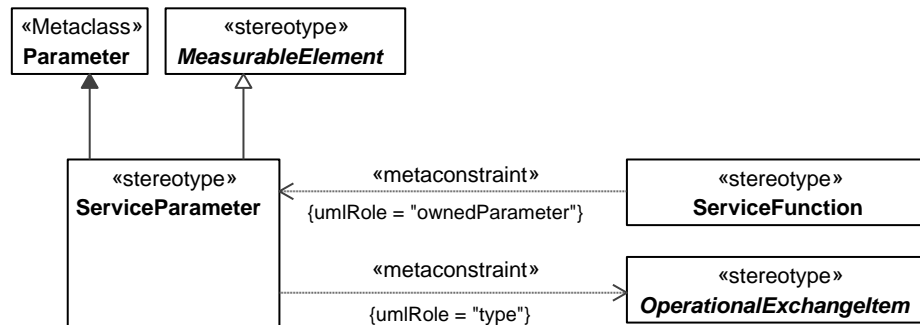 «Metaclass»
Parameter
«stereotype»
MeasurableElement
«stereotype»
ServiceParameter
«metaconstraint»
{umlRole = "ownedParameter"}
«stereotype»
ServiceFunction
«metaconstraint»
{umlRole = "type"}
«stereotype»
OperationalExchangeItem